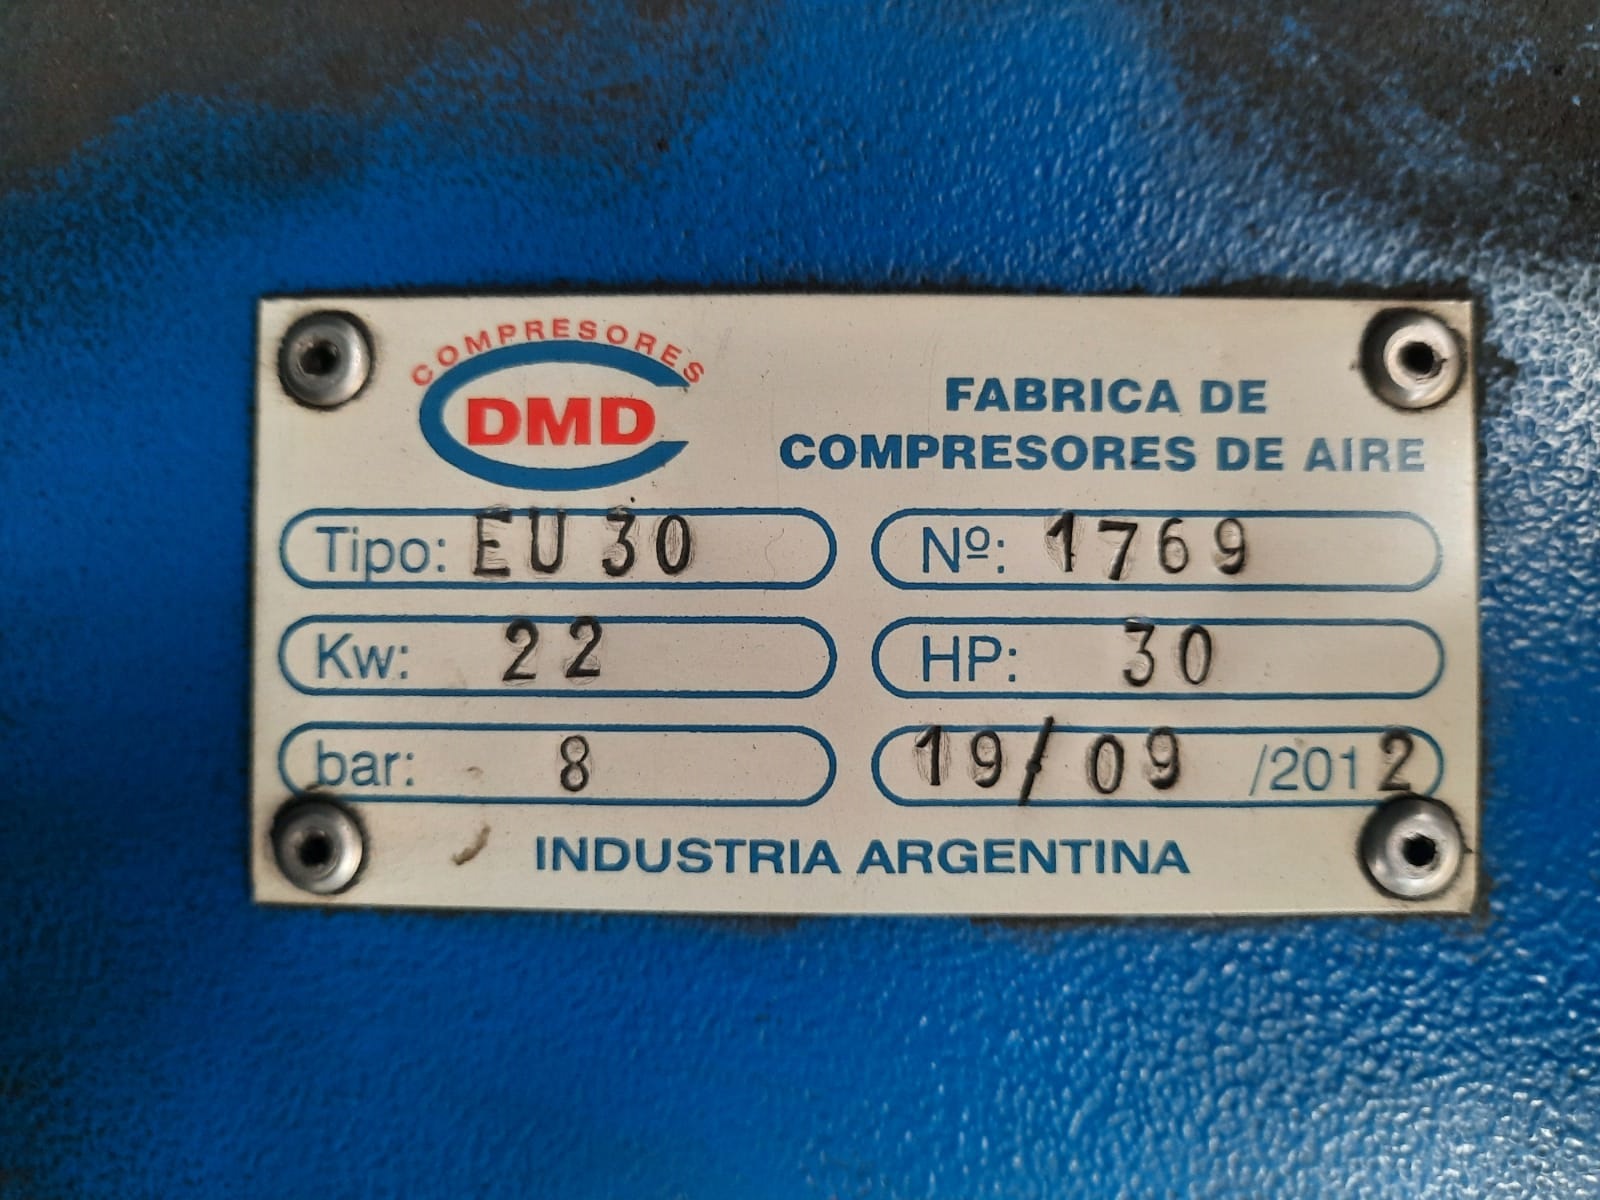 COMPRESORES
DMD
FABRICA DE
COMPRESORES DE AIRE
Tipo: EU 30
Nº: 1769
Kw: 22
HP: 30
bar: 8
19/09 /2012
INDUSTRIA ARGENTINA